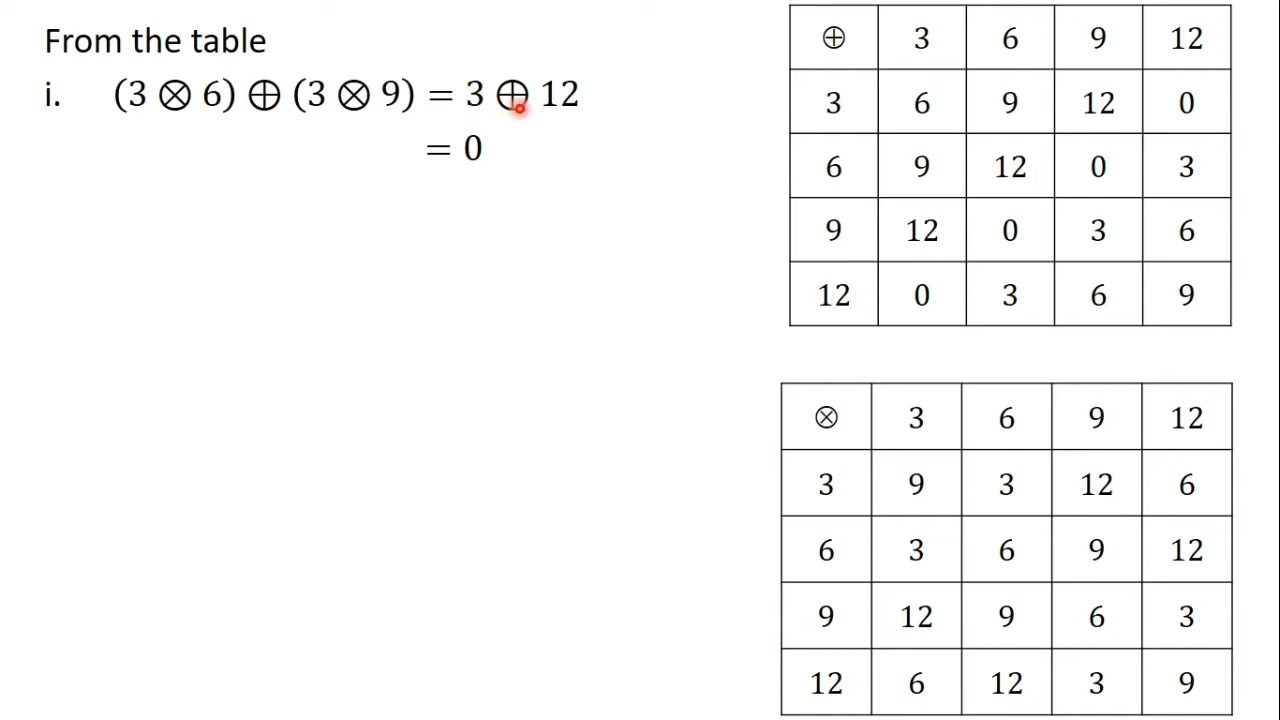 From the table
i. (3 ⊗ 6) ⊕ (3 ⊗ 9) = 3 ⊕ 12
= 0
⊕ 3 6 9 12
3 6 9 12 0
6 9 12 0 3
9 12 0 3 6
12 0 3 6 9
⊗ 3 6 9 12
3 9 3 12 6
6 3 6 9 12
9 12 9 6 3
12 6 12 3 9